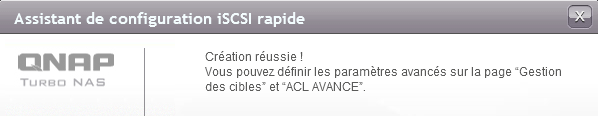 Assistant de configuration iSCSI rapide
X
QNAP
TURBO NAS
Création réussie !
Vous pouvez définir les paramètres avancés sur la page “Gestion
des cibles” et “ACL AVANCE”.